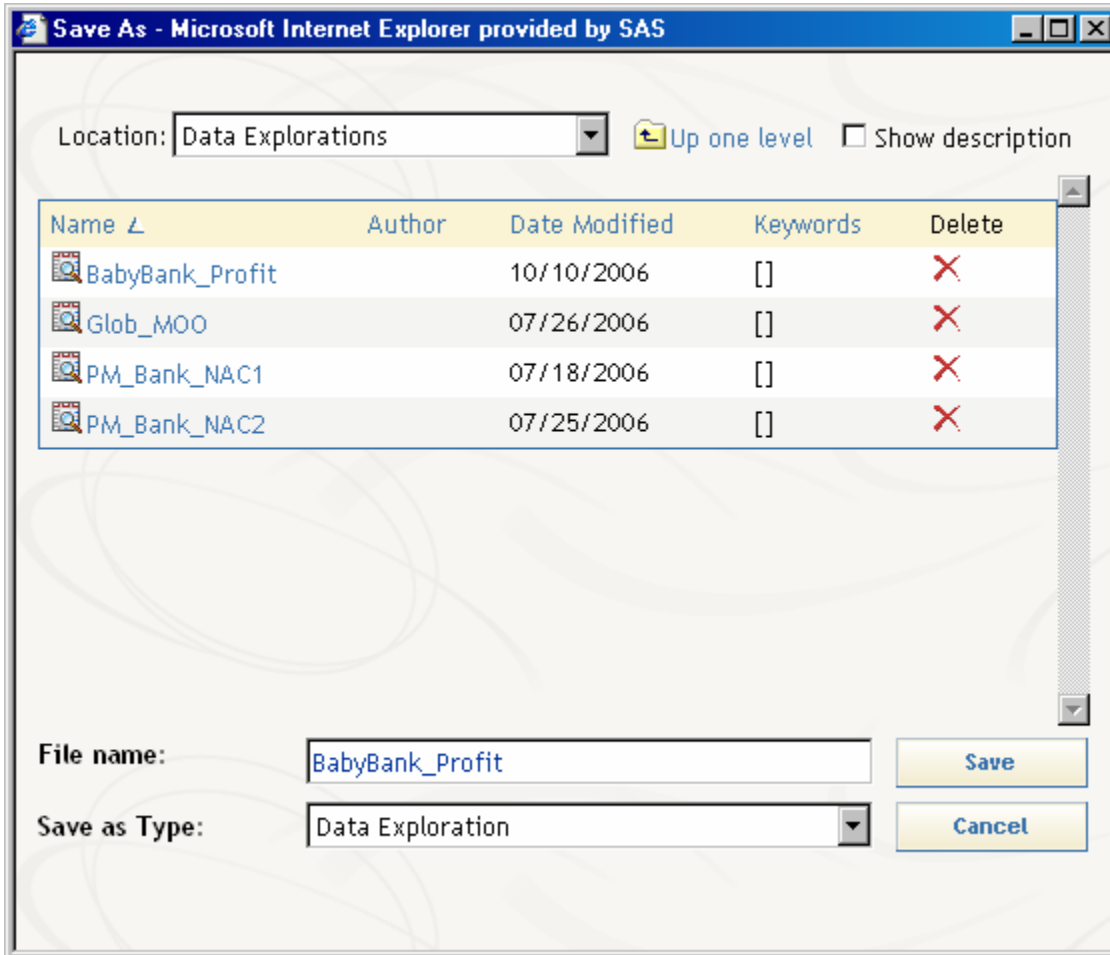 Save As - Microsoft Internet Explorer provided by SAS
Location: Data Explorations Up one level Show description
Name Author Date Modified Keywords Delete
BabyBank_Profit 10/10/2006 []
Glob_MOO 07/26/2006 []
PM_Bank_NAC1 07/18/2006 []
PM_Bank_NAC2 07/25/2006 []
File name: BabyBank_Profit Save
Save as Type: Data Exploration Cancel